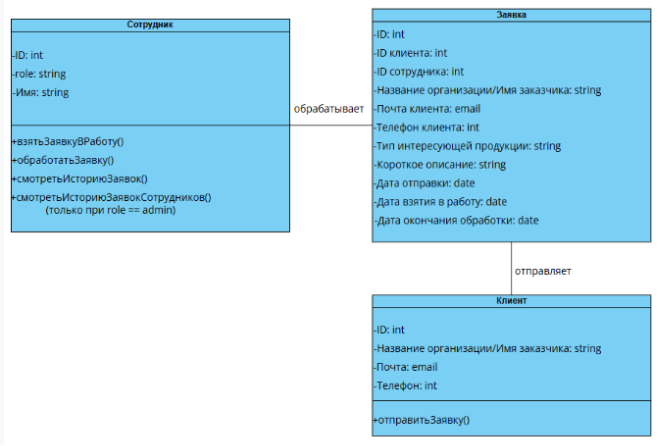 Сотрудник
-ID: int
-role: string
-Имя: string
+взятьЗаявкуВРаботу()
+обработатьЗаявку()
+смотретьИсториюЗаявок()
+смотретьИсториюЗаявокСотрудников()
(только при role == admin)
обрабатывает
Заявка
-ID: int
-ID клиента: int
-ID сотрудника: int
-Название организации/Имя заказчика: string
-Почта клиента: email
-Телефон клиента: int
-Тип интересующей продукции: string
-Короткое описание: string
-Дата отправки: date
-Дата взятия в работу: date
-Дата окончания обработки: date
отправляет
Клиент
-ID: int
-Название организации/Имя заказчика: string
-Почта: email
-Телефон: int
+отправитьЗаявку()